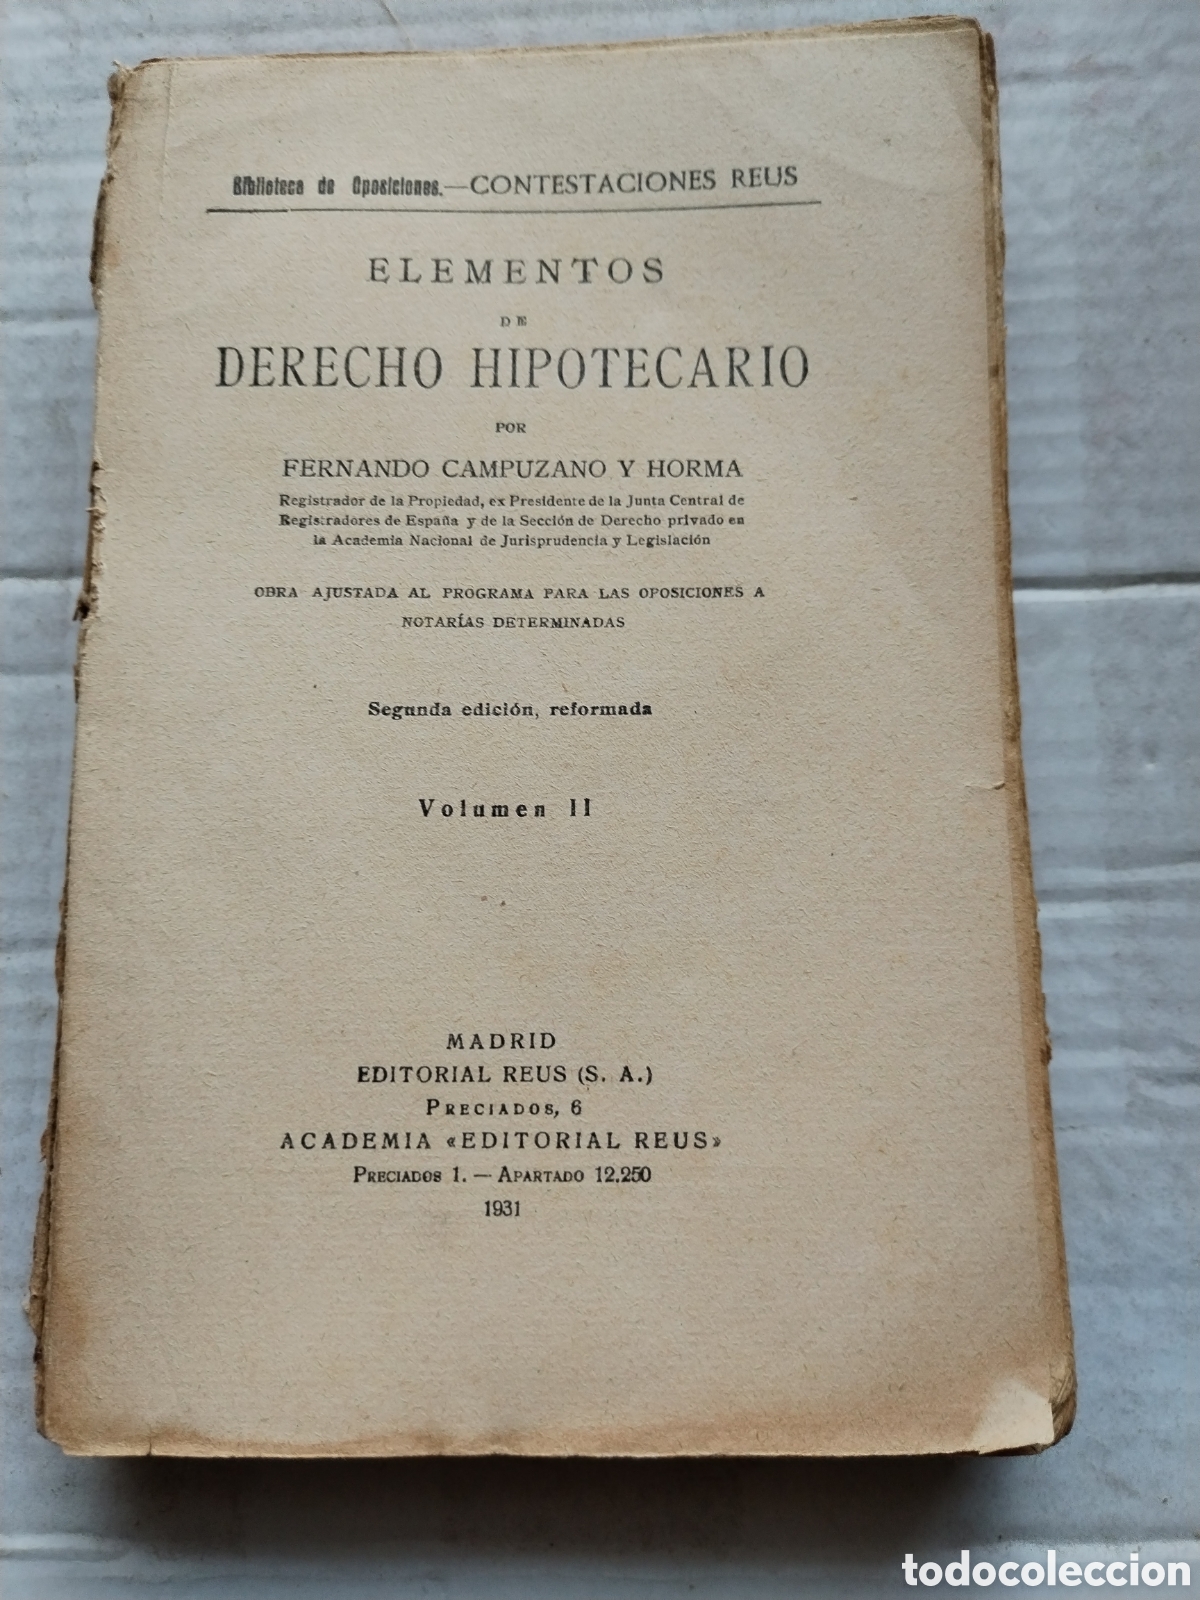 Biblioteca de Oposiciones.—CONTESTACIONES REUS
ELEMENTOS
DE
DERECHO HIPOTECARIO
POR
FERNANDO CAMPUZANO Y HORMA
Registrador de la Propiedad, ex Presidente de la Junta Central de
Registradores de España y de la Sección de Derecho privado en
la Academia Nacional de Jurisprudencia y Legislación
OBRA AJUSTADA AL PROGRAMA PARA LAS OPOSICIONES A
NOTARÍAS DETERMINADAS
Segunda edición, reformada
Volumen II
MADRID
EDITORIAL REUS (S. A.)
PRECIADOS, 6
ACADEMIA «EDITORIAL REUS»
PRECIADOS 1. — APARTADO 12.250
1931
todocoleccion